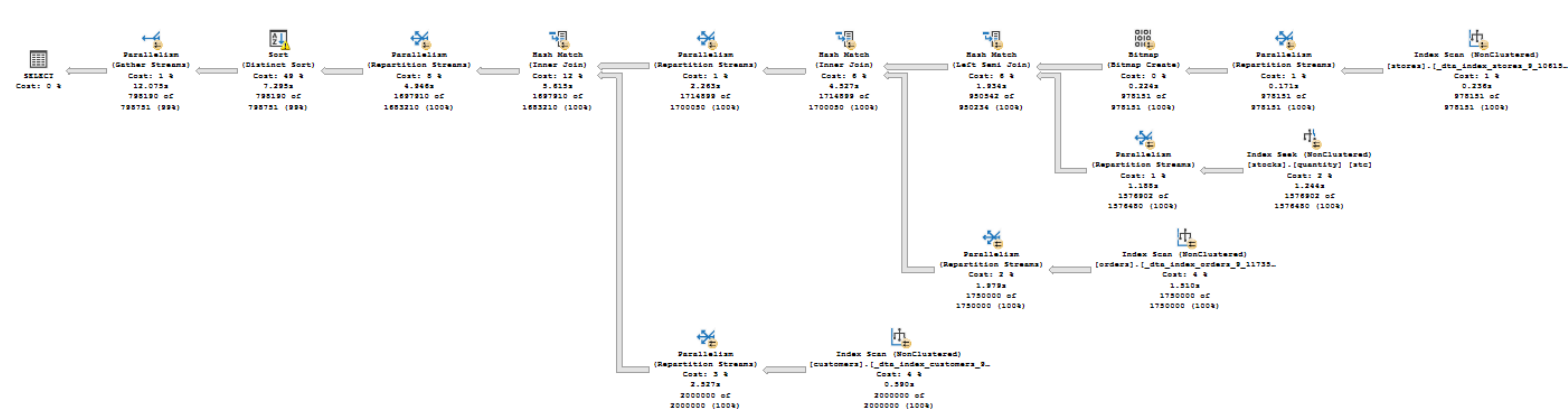 SELECT
Cost: 0 %
Parallelism
(Gather Streams)
Cost: 1 %
12.075s
798190 of
798751 (99%)
Sort
(Distinct Sort)
Cost: 49 %
7.295s
798190 of
798751 (99%)
Parallelism
(Repartition Streams)
Cost: 5 %
4.946s
1697910 of
1683210 (100%)
Hash Match
(Inner Join)
Cost: 12 %
5.615s
1697910 of
1683210 (100%)
Parallelism
(Repartition Streams)
Cost: 1 %
2.263s
1714899 of
1700050 (100%)
Hash Match
(Inner Join)
Cost: 6 %
4.527s
1714899 of
1700050 (100%)
Hash Match
(Left Semi Join)
Cost: 6 %
1.934s
950542 of
950234 (100%)
Bitmap
(Bitmap Create)
Cost: 0 %
0.224s
978151 of
978151 (100%)
Parallelism
(Repartition Streams)
Cost: 1 %
0.171s
978151 of
978151 (100%)
Index Scan (NonClustered)
[stores].[_dta_index_stores_9_10615…
Cost: 1 %
0.236s
978151 of
978151 (100%)
Parallelism
(Repartition Streams)
Cost: 1 %
1.188s
1576902 of
1576480 (100%)
Index Seek (NonClustered)
[stocks].[quantity] [stc]
Cost: 2 %
1.244s
1576902 of
1576480 (100%)
Parallelism
(Repartition Streams)
Cost: 2 %
1.979s
1750000 of
1750000 (100%)
Index Scan (NonClustered)
[orders].[_dta_index_orders_9_11735…
Cost: 4 %
1.510s
1750000 of
1750000 (100%)
Parallelism
(Repartition Streams)
Cost: 3 %
2.527s
2000000 of
2000000 (100%)
Index Scan (NonClustered)
[customers].[_dta_index_customers_9…
Cost: 4 %
0.590s
2000000 of
2000000 (100%)